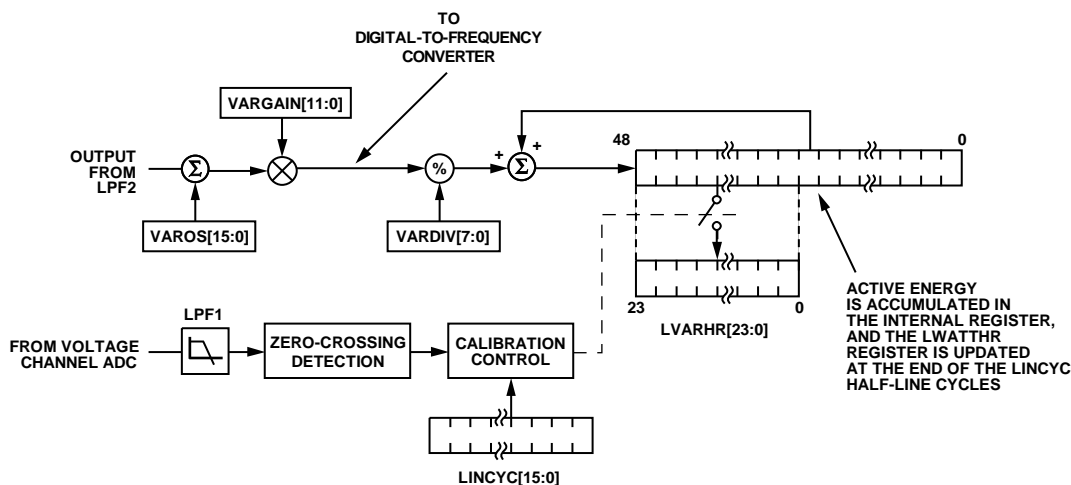 TO
DIGITAL-TO-FREQUENCY
CONVERTER
VARGAIN[11:0]
48
0
OUTPUT
FROM
LPF2
Σ
%
+
+
Σ
VAROS[15:0]
VARDIV[7:0]
23
0
LVARHR[23:0]
ACTIVE ENERGY
IS ACCUMULATED IN
THE INTERNAL REGISTER,
AND THE LWATTHR
REGISTER IS UPDATED
AT THE END OF THE LINCYC
HALF-LINE CYCLES
LPF1
FROM VOLTAGE
CHANNEL ADC
ZERO-CROSSING
DETECTION
CALIBRATION
CONTROL
LINCYC[15:0]